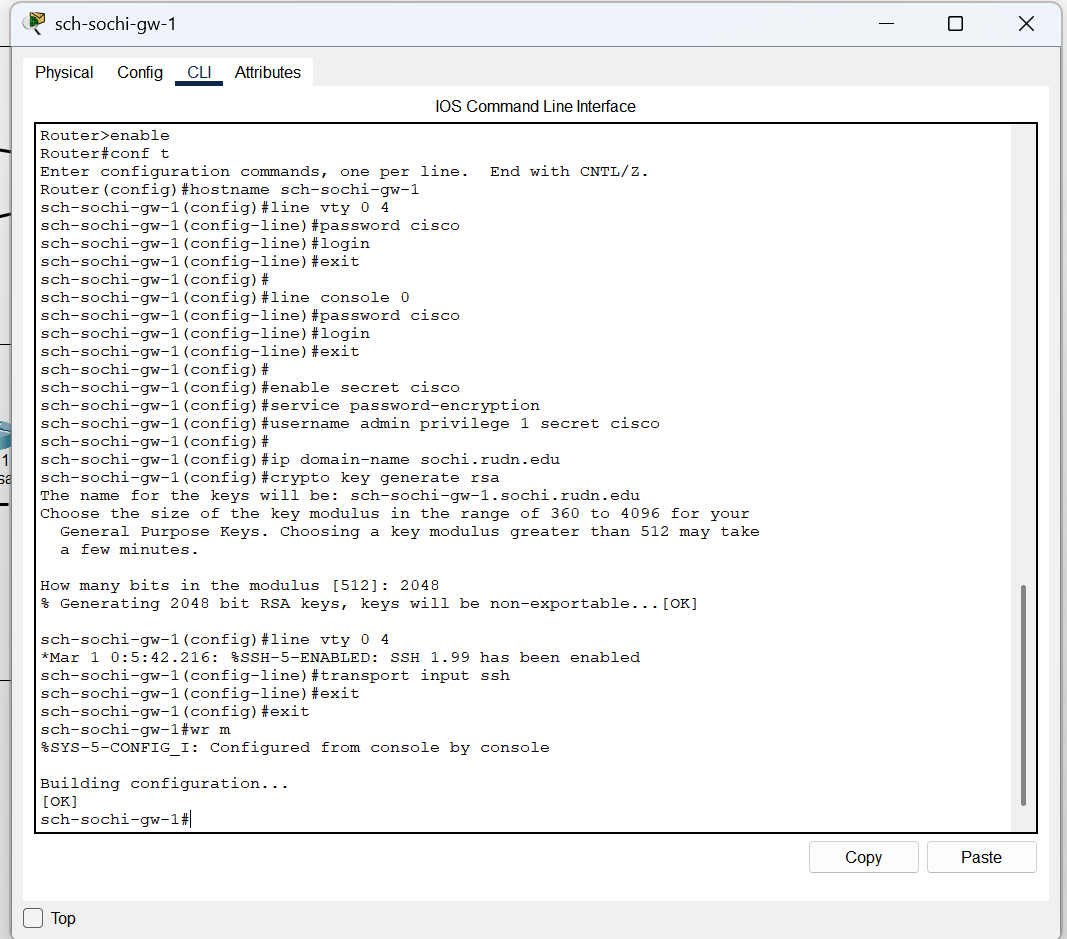 sch-sochi-gw-1
Physical Config CLI Attributes
IOS Command Line Interface
Router>enable
Router#conf t
Enter configuration commands, one per line.  End with CNTL/Z.
Router(config)#hostname sch-sochi-gw-1
sch-sochi-gw-1(config)#line vty 0 4
sch-sochi-gw-1(config-line)#password cisco
sch-sochi-gw-1(config-line)#login
sch-sochi-gw-1(config-line)#exit
sch-sochi-gw-1(config)#
sch-sochi-gw-1(config)#line console 0
sch-sochi-gw-1(config-line)#password cisco
sch-sochi-gw-1(config-line)#login
sch-sochi-gw-1(config-line)#exit
sch-sochi-gw-1(config)#
sch-sochi-gw-1(config)#enable secret cisco
sch-sochi-gw-1(config)#service password-encryption
sch-sochi-gw-1(config)#username admin privilege 1 secret cisco
sch-sochi-gw-1(config)#
sch-sochi-gw-1(config)#ip domain-name sochi.rudn.edu
sch-sochi-gw-1(config)#crypto key generate rsa
The name for the keys will be: sch-sochi-gw-1.sochi.rudn.edu
Choose the size of the key modulus in the range of 360 to 4096 for your
  General Purpose Keys. Choosing a key modulus greater than 512 may take
  a few minutes.
How many bits in the modulus [512]: 2048
% Generating 2048 bit RSA keys, keys will be non-exportable...[OK]
sch-sochi-gw-1(config)#line vty 0 4
*Mar 1 0:5:42.216: %SSH-5-ENABLED: SSH 1.99 has been enabled
sch-sochi-gw-1(config-line)#transport input ssh
sch-sochi-gw-1(config-line)#exit
sch-sochi-gw-1(config)#exit
sch-sochi-gw-1#wr m
%SYS-5-CONFIG_I: Configured from console by console
Building configuration...
[OK]
sch-sochi-gw-1#
Copy Paste
Top
1
sa